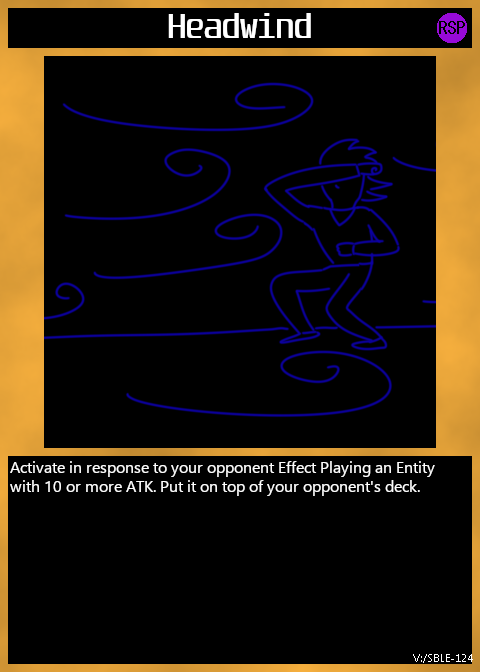 Headwind
RSP
Activate in response to your opponent Effect Playing an Entity
with 10 or more ATK. Put it on top of your opponent's deck.
V:/SBLE-124